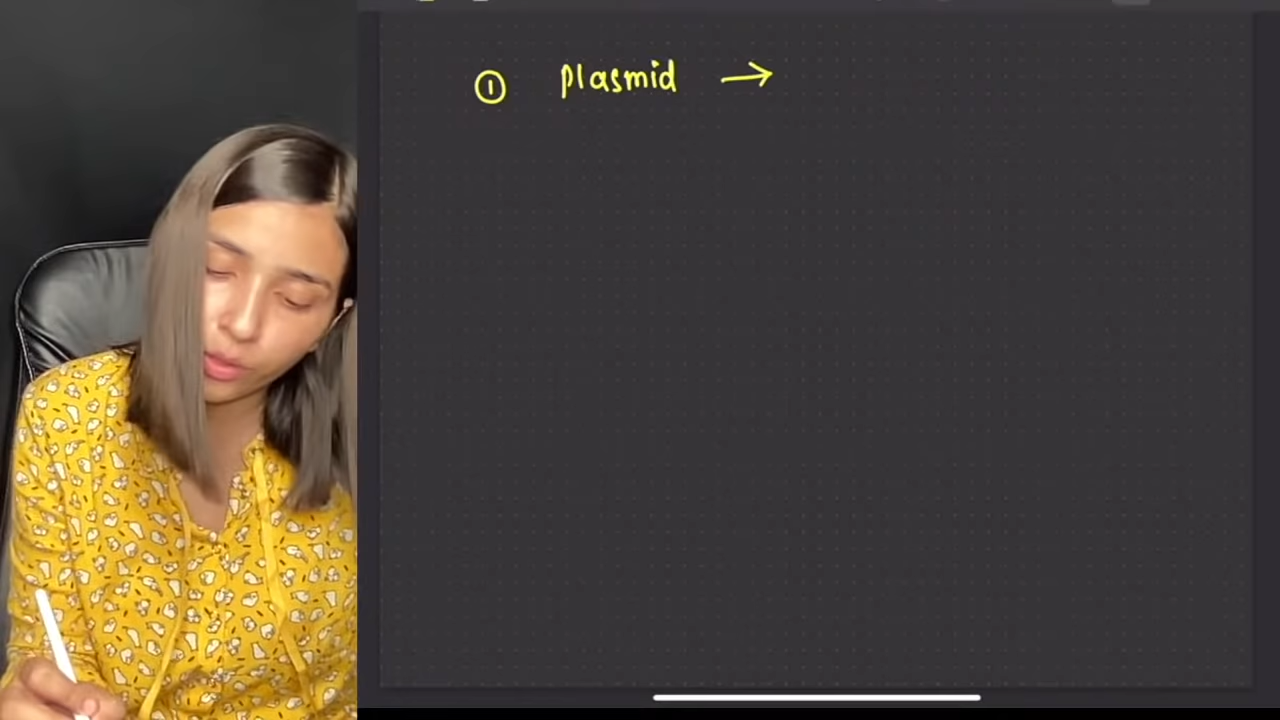 ① plasmid →